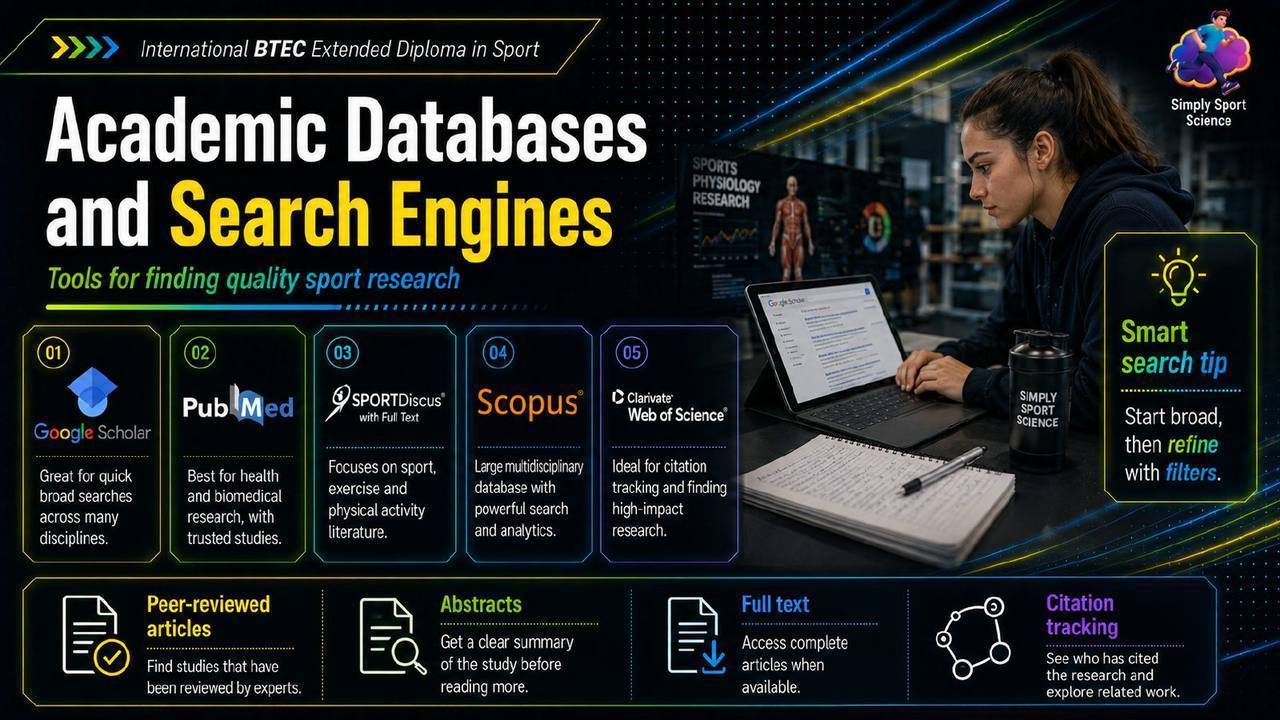 International BTEC Extended Diploma in Sport
Simply Sport
Science
Academic Databases
and Search Engines
Tools for finding quality sport research
SPORTS
PHYSIOLOGY
RESEARCH
Google Scholar
SIMPLY
SPORT
SCIENCE
Smart
search tip
Start broad,
then refine
with filters.
01
Google Scholar
Great for quick
broad searches
across many
disciplines.
02
PubMed
Best for health
and biomedical
research, with
trusted studies.
03
SPORTDiscus®
with Full Text
Focuses on sport,
exercise and
physical activity
literature.
04
Scopus®
Large multidisciplinary
database with
powerful search
and analytics.
05
Clarivate™
Web of Science®
Ideal for citation
tracking and finding
high-impact
research.
Peer-reviewed
articles
Find studies that have
been reviewed by experts.
Abstracts
Get a clear summary
of the study before
reading more.
Full text
Access complete
articles when
available.
Citation
tracking
See who has cited
the research and
explore related work.